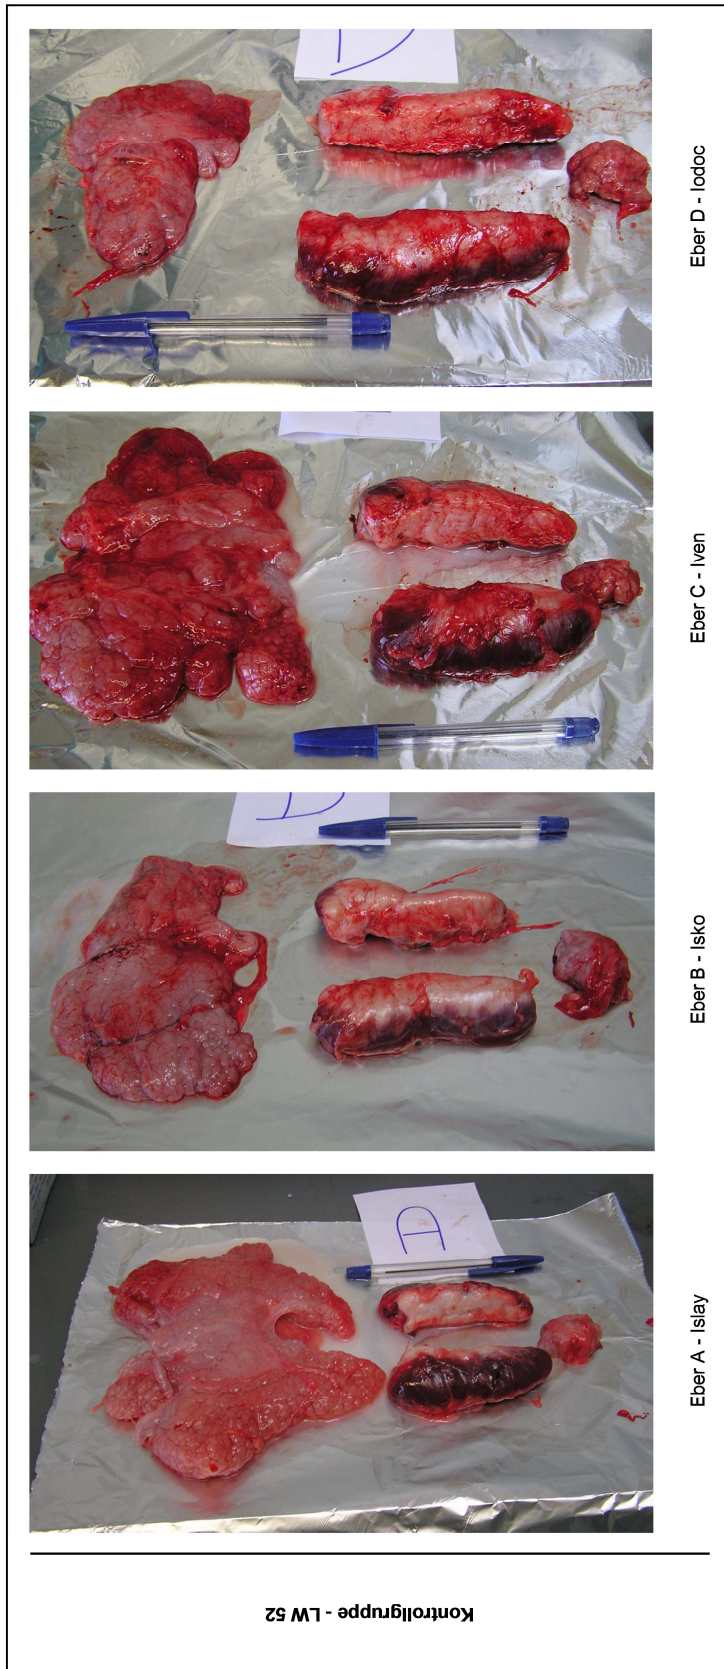 Kontrollgruppe - LW 52
Eber A - Islay
A
Eber B - Isko
Eber C - Iven
Eber D - Iodoc